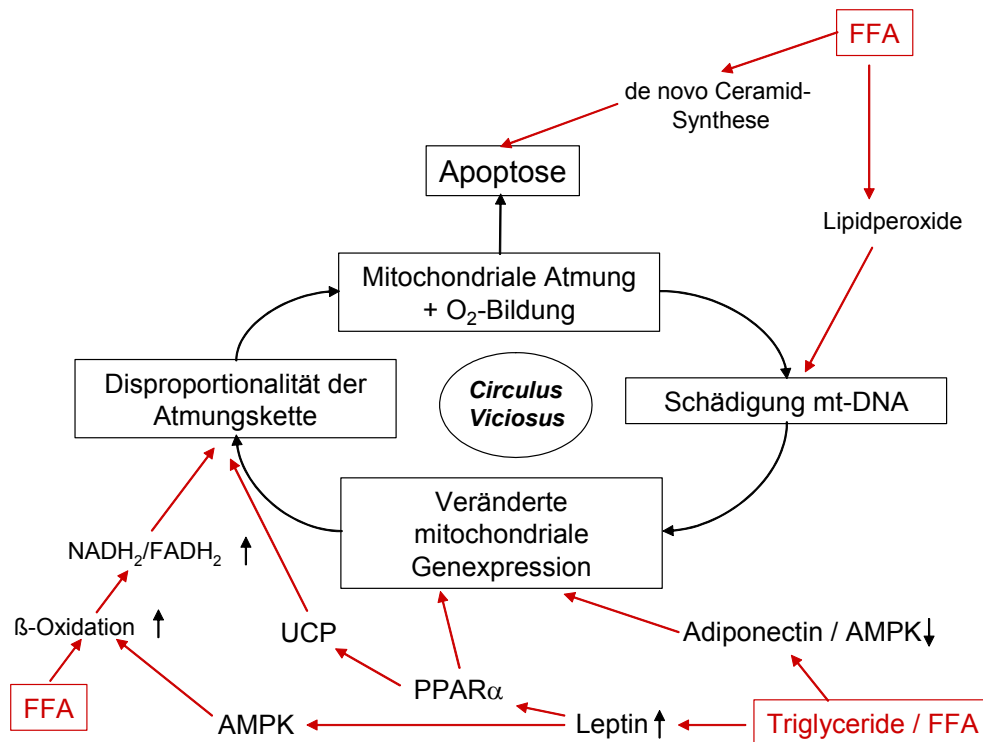 FFA
de novo Ceramid-
Synthese
Apoptose
Lipidperoxide
Mitochondriale Atmung
+ O₂-Bildung
Disproportionalität der
Atmungskette
Circulus
Viciosus
Schädigung mt-DNA
Veränderte
mitochondriale
Genexpression
NADH₂/FADH₂ ↑
ß-Oxidation ↑
UCP
Adiponectin / AMPK↓
FFA
PPARα
AMPK
Leptin↑
Triglyceride / FFA